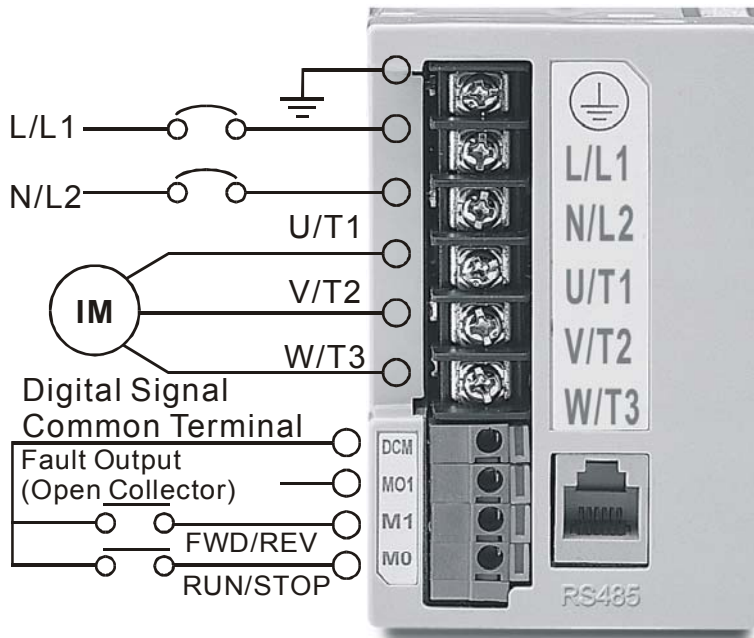 L/L1
N/L2
U/T1
V/T2
W/T3
IM
Digital Signal
Common Terminal
Fault Output
(Open Collector)
FWD/REV
RUN/STOP
DCM
MO1
M1
M0
L/L1
N/L2
U/T1
V/T2
W/T3
RS485